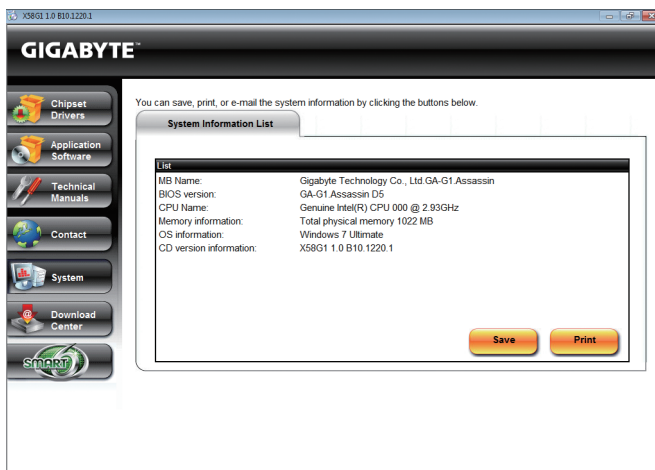 X58G1 1.0 B10.1220.1
GIGABYTE™
Chipset
Drivers
Application
Software
Technical
Manuals
Contact
System
Download
Center
SMART 6
You can save, print, or e-mail the system information by clicking the buttons below.
System Information List
List
MB Name: Gigabyte Technology Co., Ltd.GA-G1.Assassin
BIOS version: GA-G1.Assassin D5
CPU Name: Genuine Intel(R) CPU 000 @ 2.93GHz
Memory information: Total physical memory 1022 MB
OS information: Windows 7 Ultimate
CD version information: X58G1 1.0 B10.1220.1
Save Print